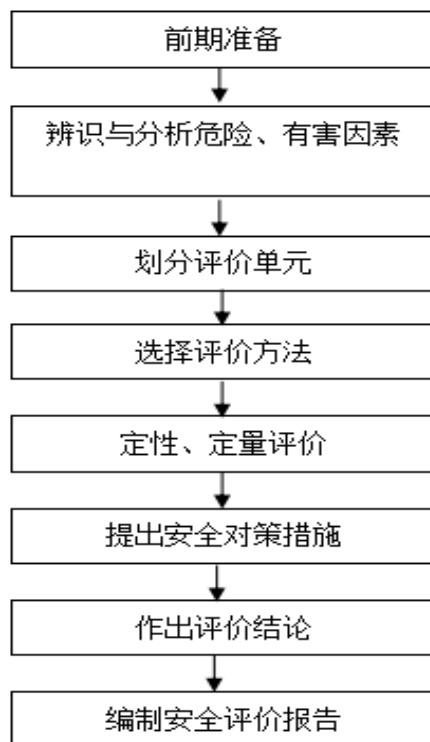 前期准备
辨识与分析危险、有害因素
划分评价单元
选择评价方法
定性、定量评价
提出安全对策措施
作出评价结论
编制安全评价报告